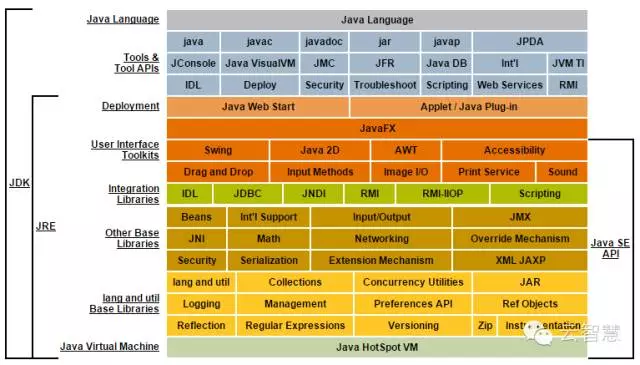 Java Language Java Language
java javac javadoc jar javap JPDA
Tools & Tool APIs JConsole Java VisualVM JMC JFR Java DB Int'l JVM TI
IDL Deploy Security Troubleshoot Scripting Web Services RMI
Deployment Java Web Start Applet / Java Plug-in
JavaFX
User Interface Toolkits Swing Java 2D AWT Accessibility
Drag and Drop Input Methods Image I/O Print Service Sound
Integration Libraries IDL JDBC JNDI RMI RMI-IIOP Scripting
JDK
JRE
Beans Int'l Support Input/Output JMX
Other Base Libraries JNI Math Networking Override Mechanism
Java SE API
Security Serialization Extension Mechanism XML JAXP
lang and util Collections Concurrency Utilities JAR
lang and util Base Libraries Logging Management Preferences API Ref Objects
Reflection Regular Expressions Versioning Zip Instrumentation
Java Virtual Machine Java HotSpot VM
云智慧